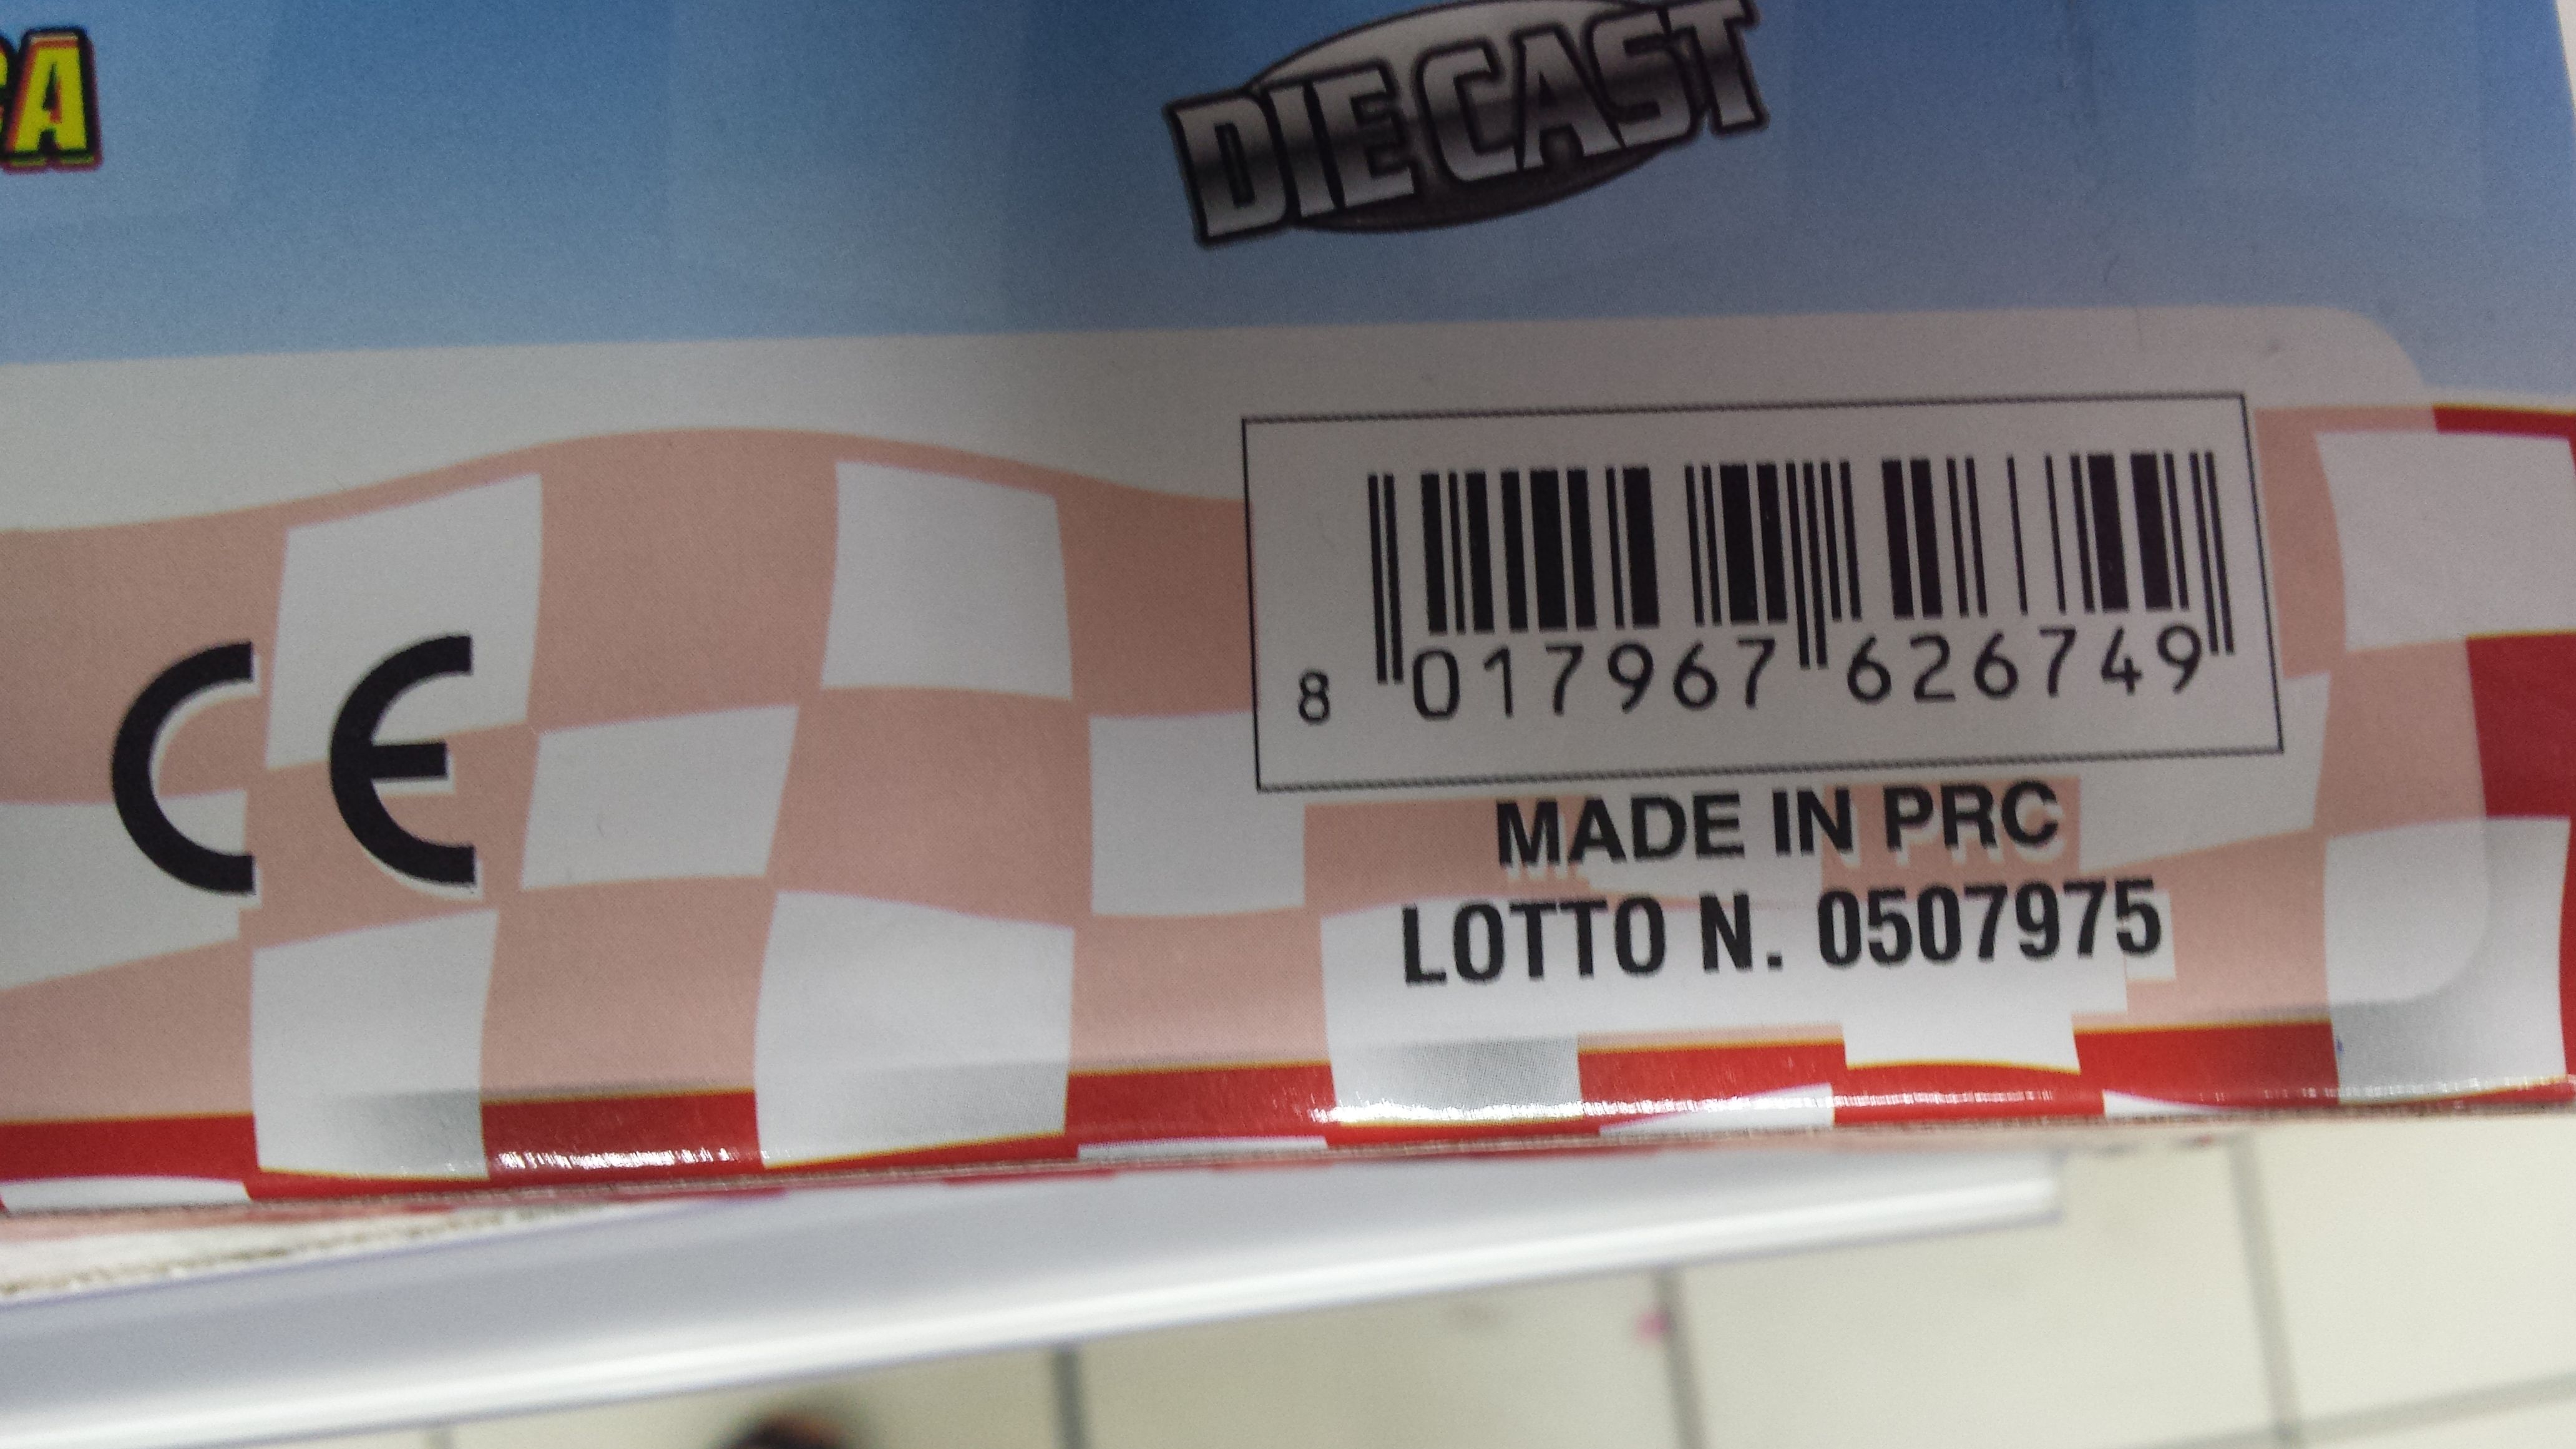 DIE CAST
CE
8 017967 626749
MADE IN PRC
LOTTO N. 0507975